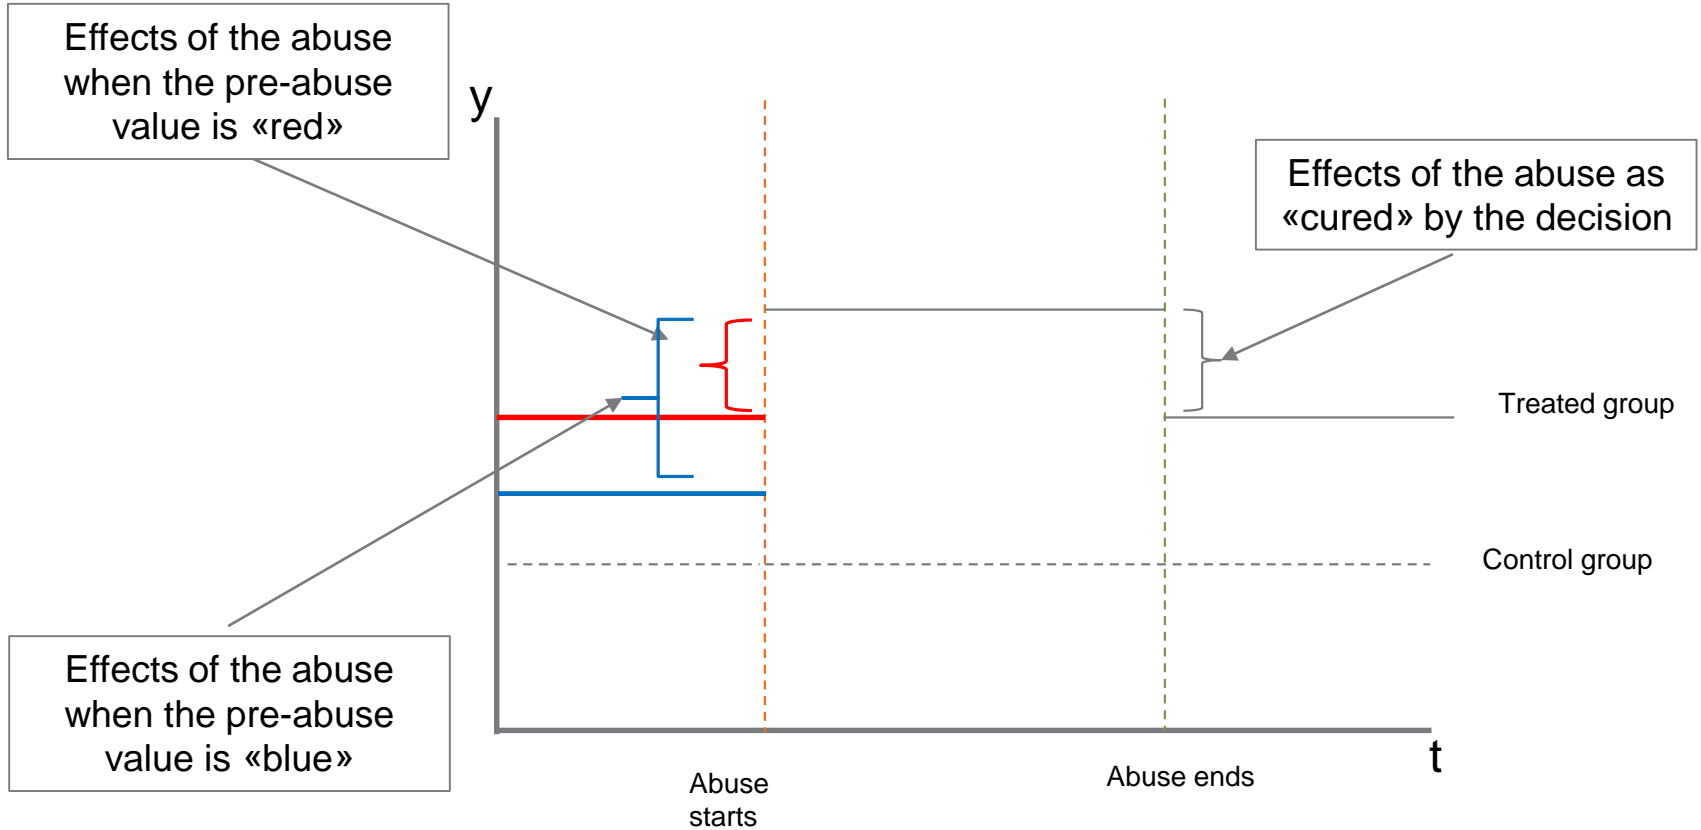 Effects of the abuse
when the pre-abuse
value is «red»
y
Effects of the abuse as
«cured» by the decision
Treated group
Control group
Effects of the abuse
when the pre-abuse
value is «blue»
t
Abuse
starts
Abuse ends